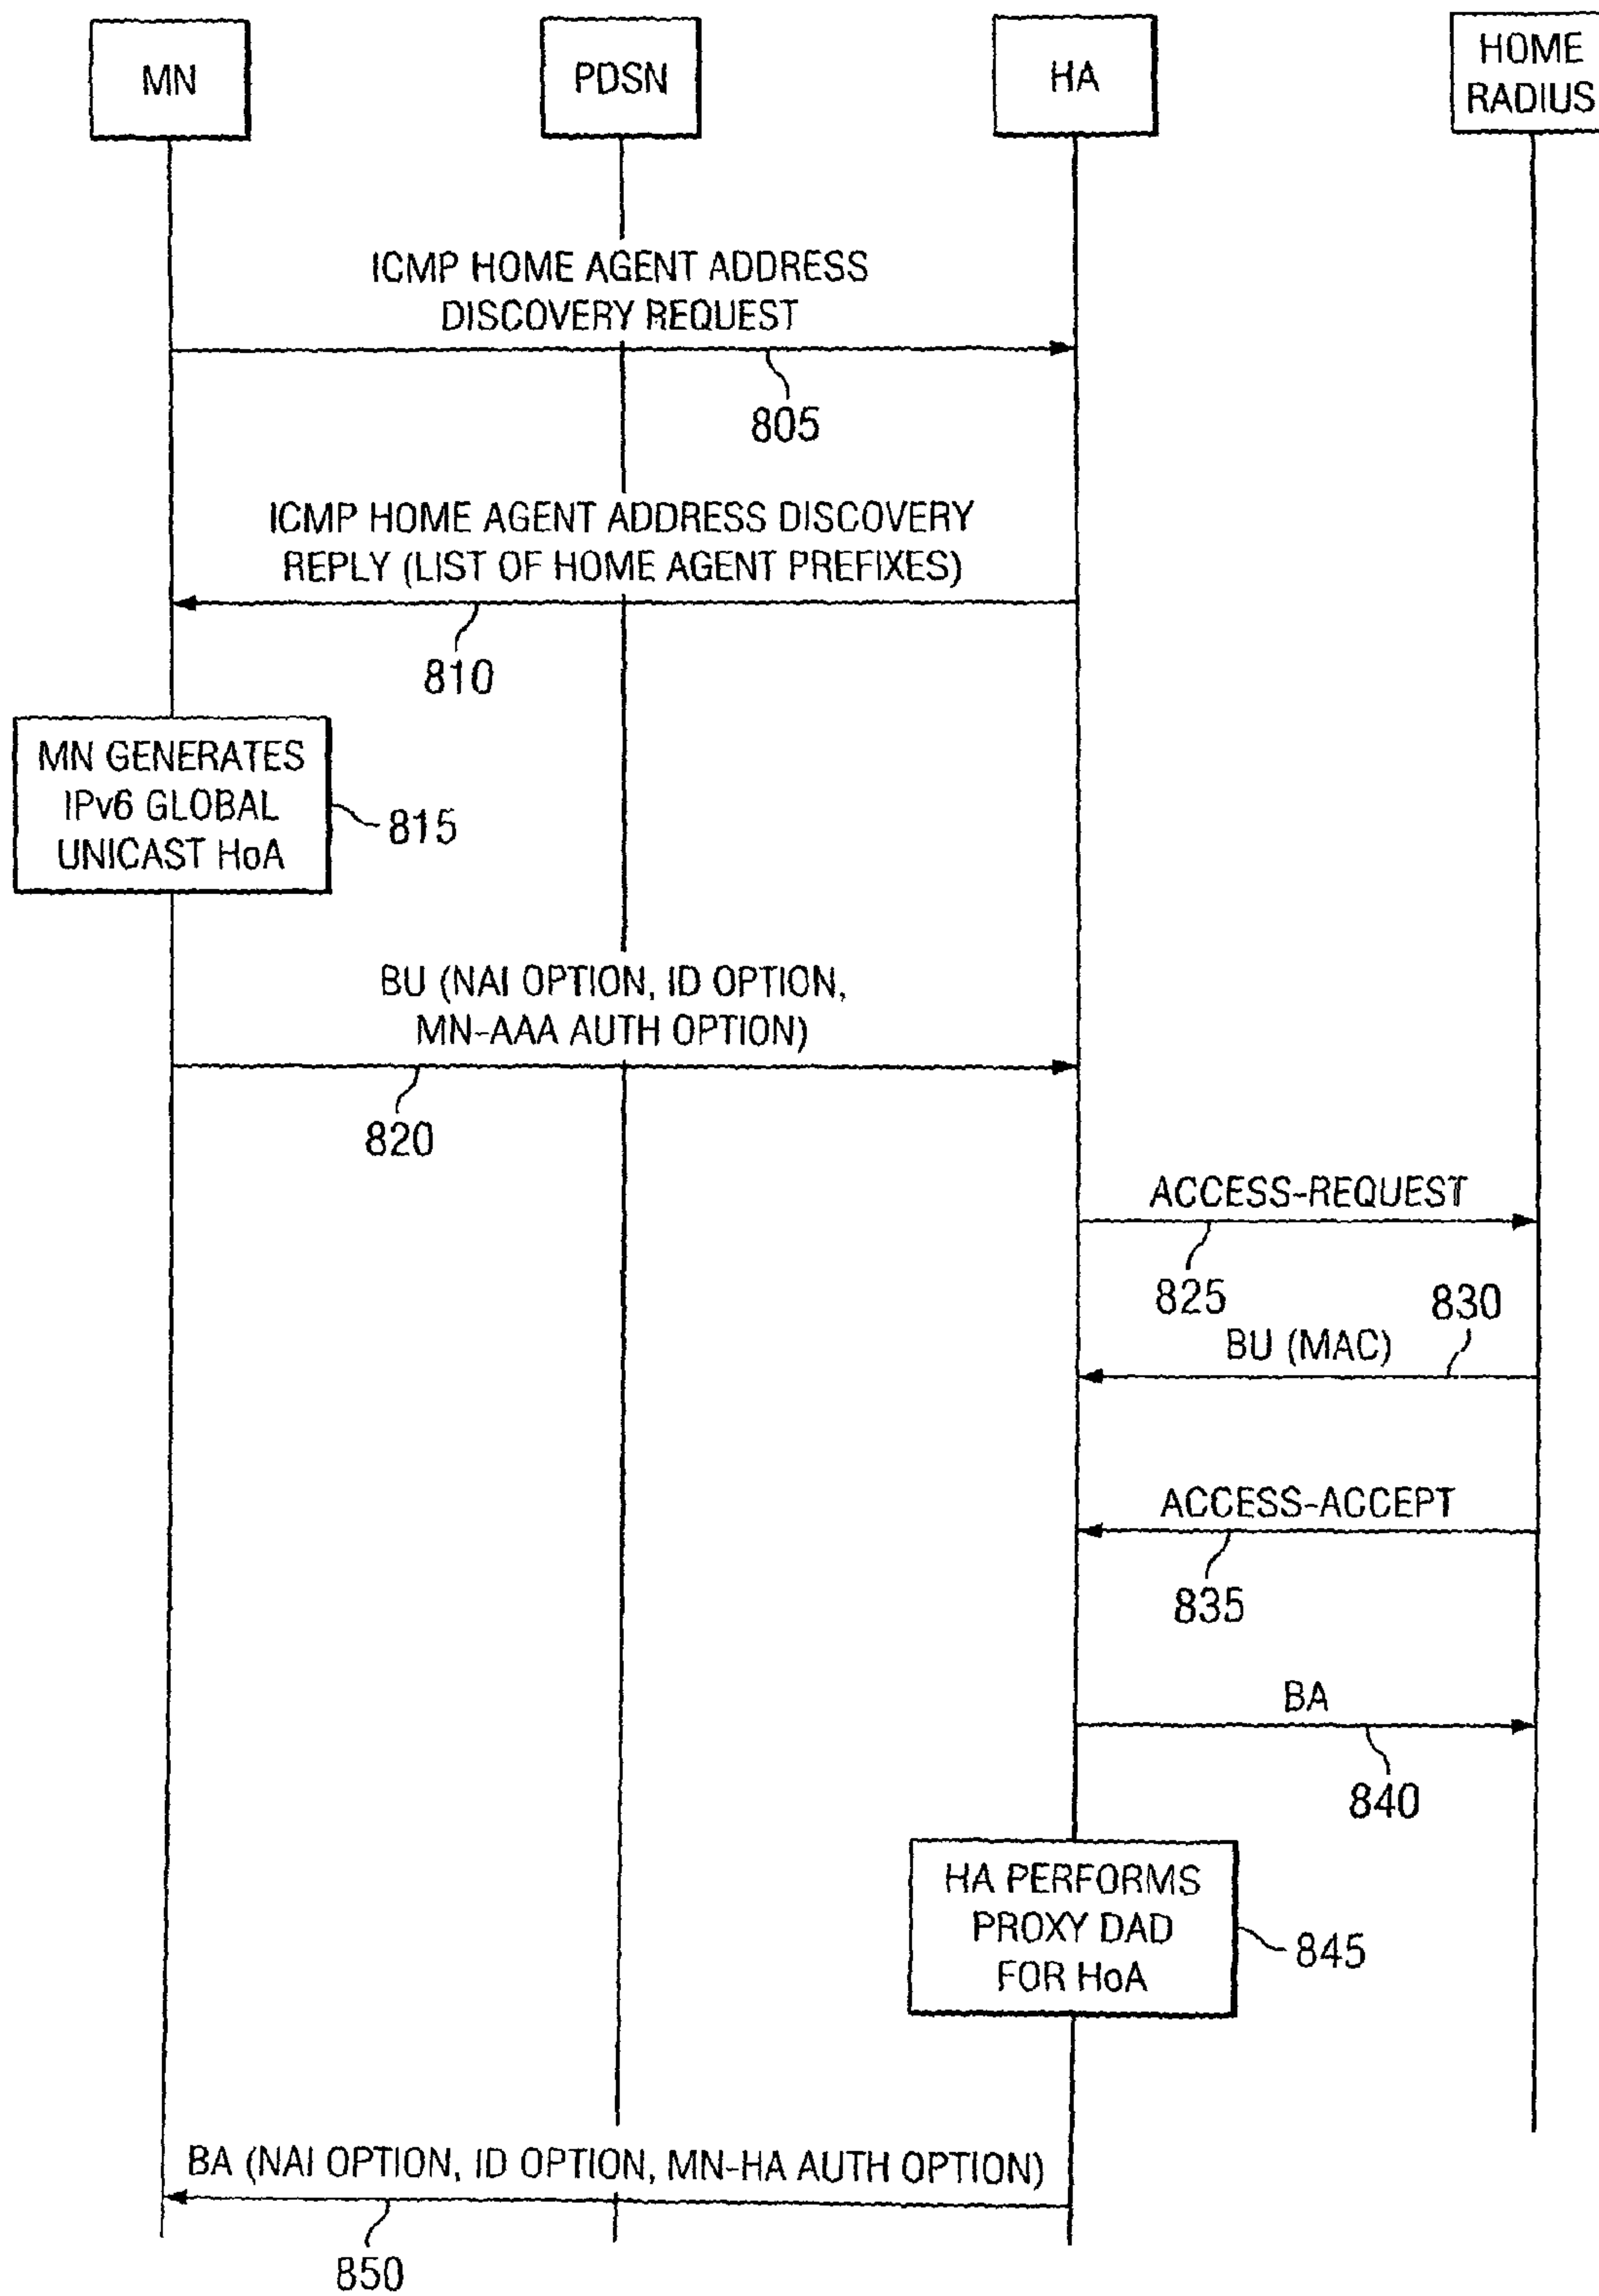 MN
PDSN
HA
HOME
RADIUS
ICMP HOME AGENT ADDRESS
DISCOVERY REQUEST
805
ICMP HOME AGENT ADDRESS DISCOVERY
REPLY (LIST OF HOME AGENT PREFIXES)
810
MN GENERATES
IPv6 GLOBAL
UNICAST HoA
815
BU (NAI OPTION, ID OPTION,
MN-AAA AUTH OPTION)
820
ACCESS-REQUEST
825
830
BU (MAC)
ACCESS-ACCEPT
835
BA
840
HA PERFORMS
PROXY DAD
FOR HoA
845
BA (NAI OPTION, ID OPTION, MN-HA AUTH OPTION)
850